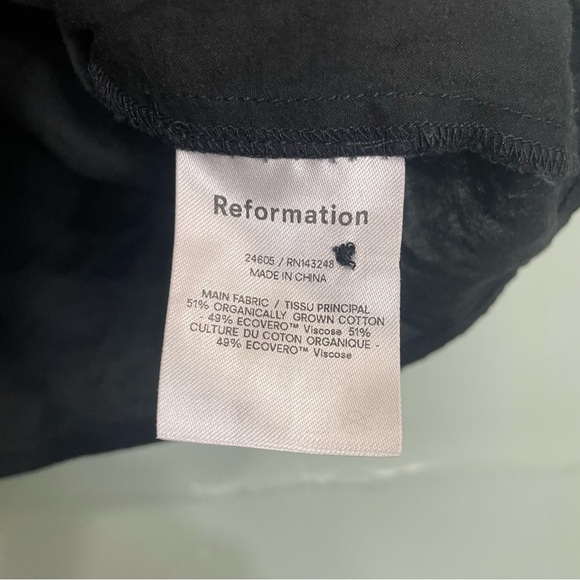 Reformation
24605 / RN143248
MADE IN CHINA
MAIN FABRIC / TISSU PRINCIPAL
51% ORGANICALLY GROWN COTTON
- 49% ECOVERO™ Viscose 51%
CULTURE DU COTON ORGANIQUE -
49% ECOVERO™ Viscose